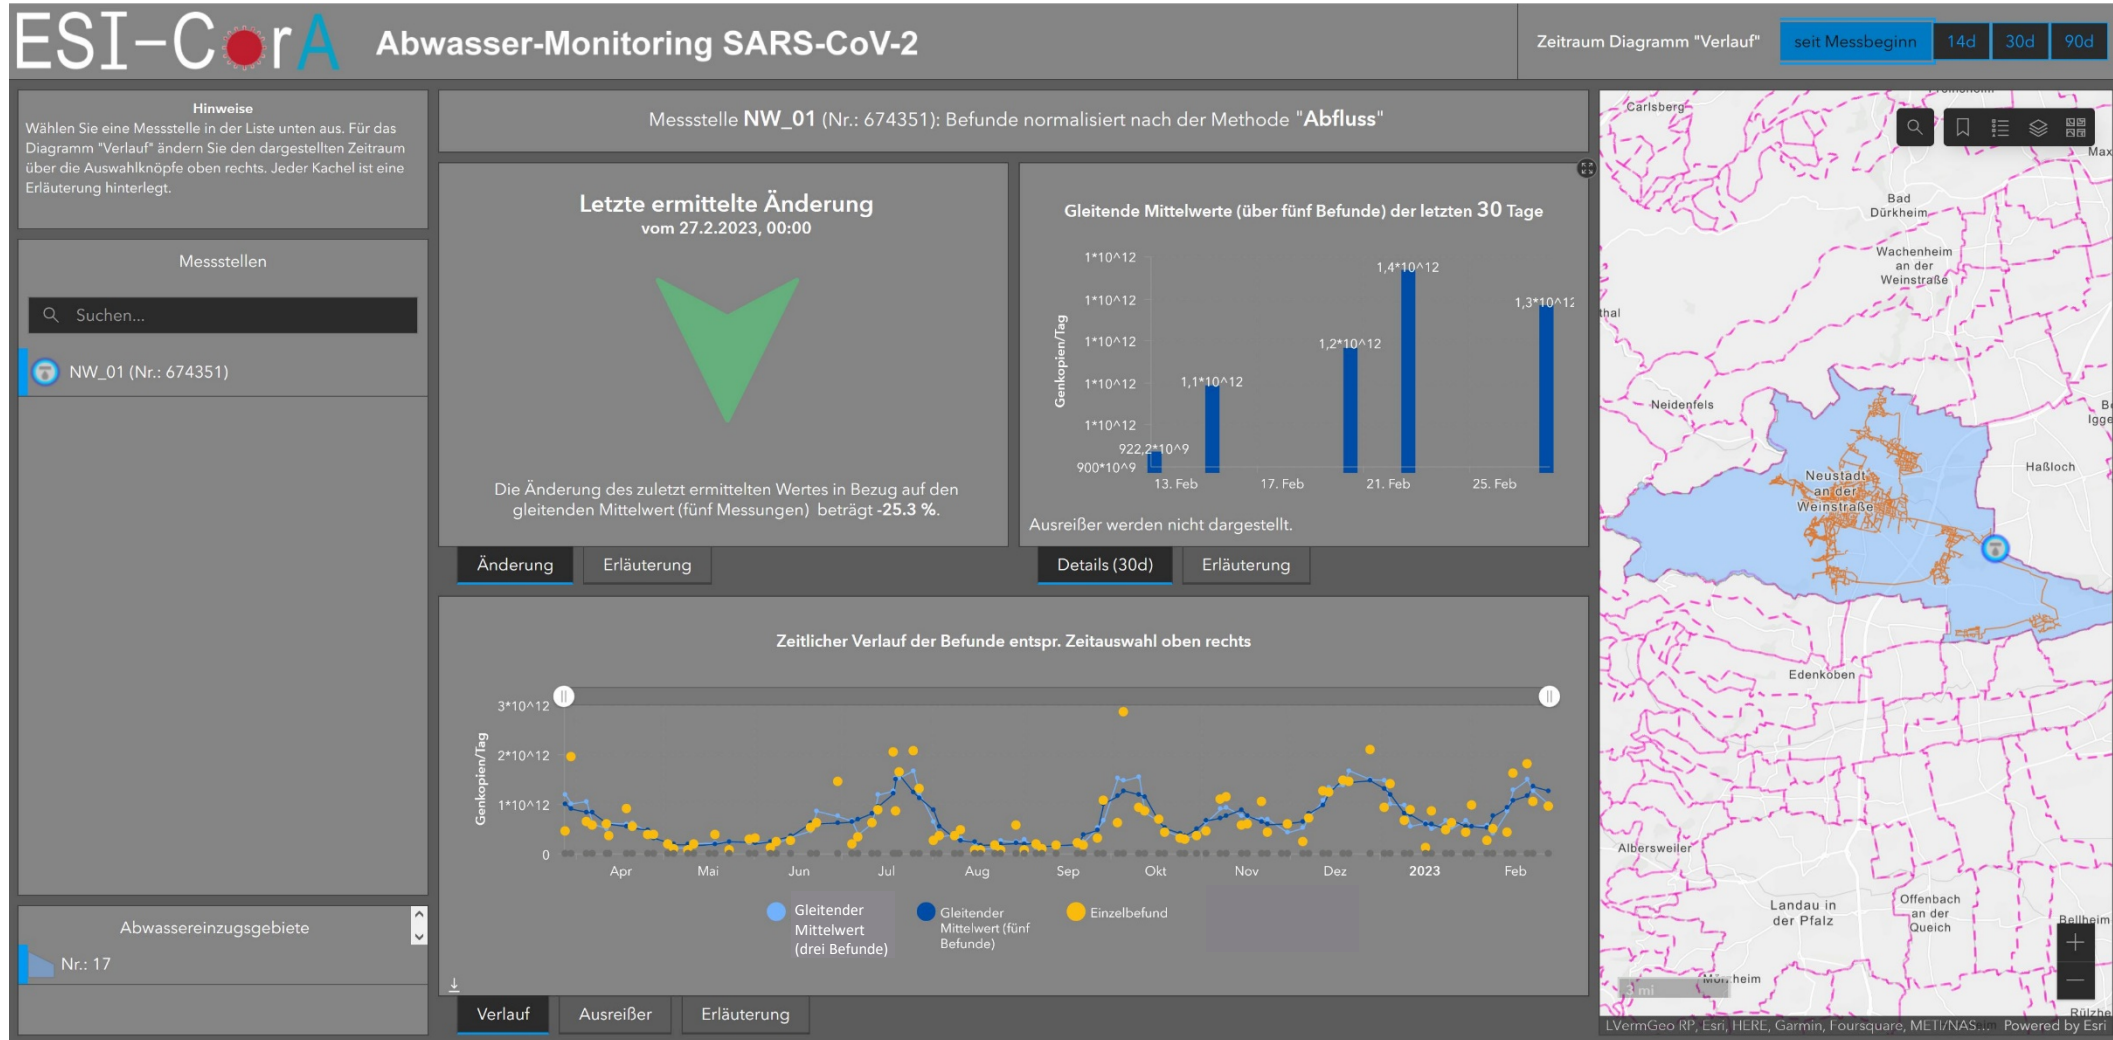 ESI-CorA
Abwasser-Monitoring SARS-CoV-2
Zeitraum Diagramm "Verlauf"
seit Messbeginn
14d
30d
90d
Hinweise
Wählen Sie eine Messstelle in der Liste unten aus. Für das
Diagramm "Verlauf" ändern Sie den dargestellten Zeitraum
über die Auswahlknöpfe oben rechts. Jeder Kachel ist eine
Erläuterung hinterlegt.
Messstellen
Suchen...
NW_01 (Nr.: 674351)
Abwassereinzugsgebiete
Nr.: 17
Messstelle NW_01 (Nr.: 674351): Befunde normalisiert nach der Methode "Abfluss"
Letzte ermittelte Änderung
vom 27.2.2023, 00:00
Die Änderung des zuletzt ermittelten Wertes in Bezug auf den
gleitenden Mittelwert (fünf Messungen) beträgt -25.3 %.
Änderung
Erläuterung
Gleitende Mittelwerte (über fünf Befunde) der letzten 30 Tage
Genkopien/Tag
1*10^12
1*10^12
1*10^12
1*10^12
1*10^12
900*10^9
922,2*10^9
1,1*10^12
1,2*10^12
1,4*10^12
1,3*10^12
13. Feb
17. Feb
21. Feb
25. Feb
Ausreißer werden nicht dargestellt.
Details (30d)
Erläuterung
Zeitlicher Verlauf der Befunde entspr. Zeitauswahl oben rechts
Genkopien/Tag
3*10^12
2*10^12
1*10^12
0
Apr
Mai
Jun
Jul
Aug
Sep
Okt
Nov
Dez
2023
Feb
Gleitender
Mittelwert
(drei Befunde)
Gleitender
Mittelwert (fünf
Befunde)
Einzelbefund
Verlauf
Ausreißer
Erläuterung
Carlsberg
Max
Bad
Dürkheim
Wachenheim
an der
Weinstraße
thal
Neidenfels
Be
Igge
Haßloch
Neustadt
an der
Weinstraße
Edenkoben
Albersweiler
Landau in
der Pfalz
Offenbach
an der
Queich
Bellheim
3 mi
Rülzhe
LVermGeo RP, Esri, HERE, Garmin, Foursquare, METI/NAS...
Powered by Esri